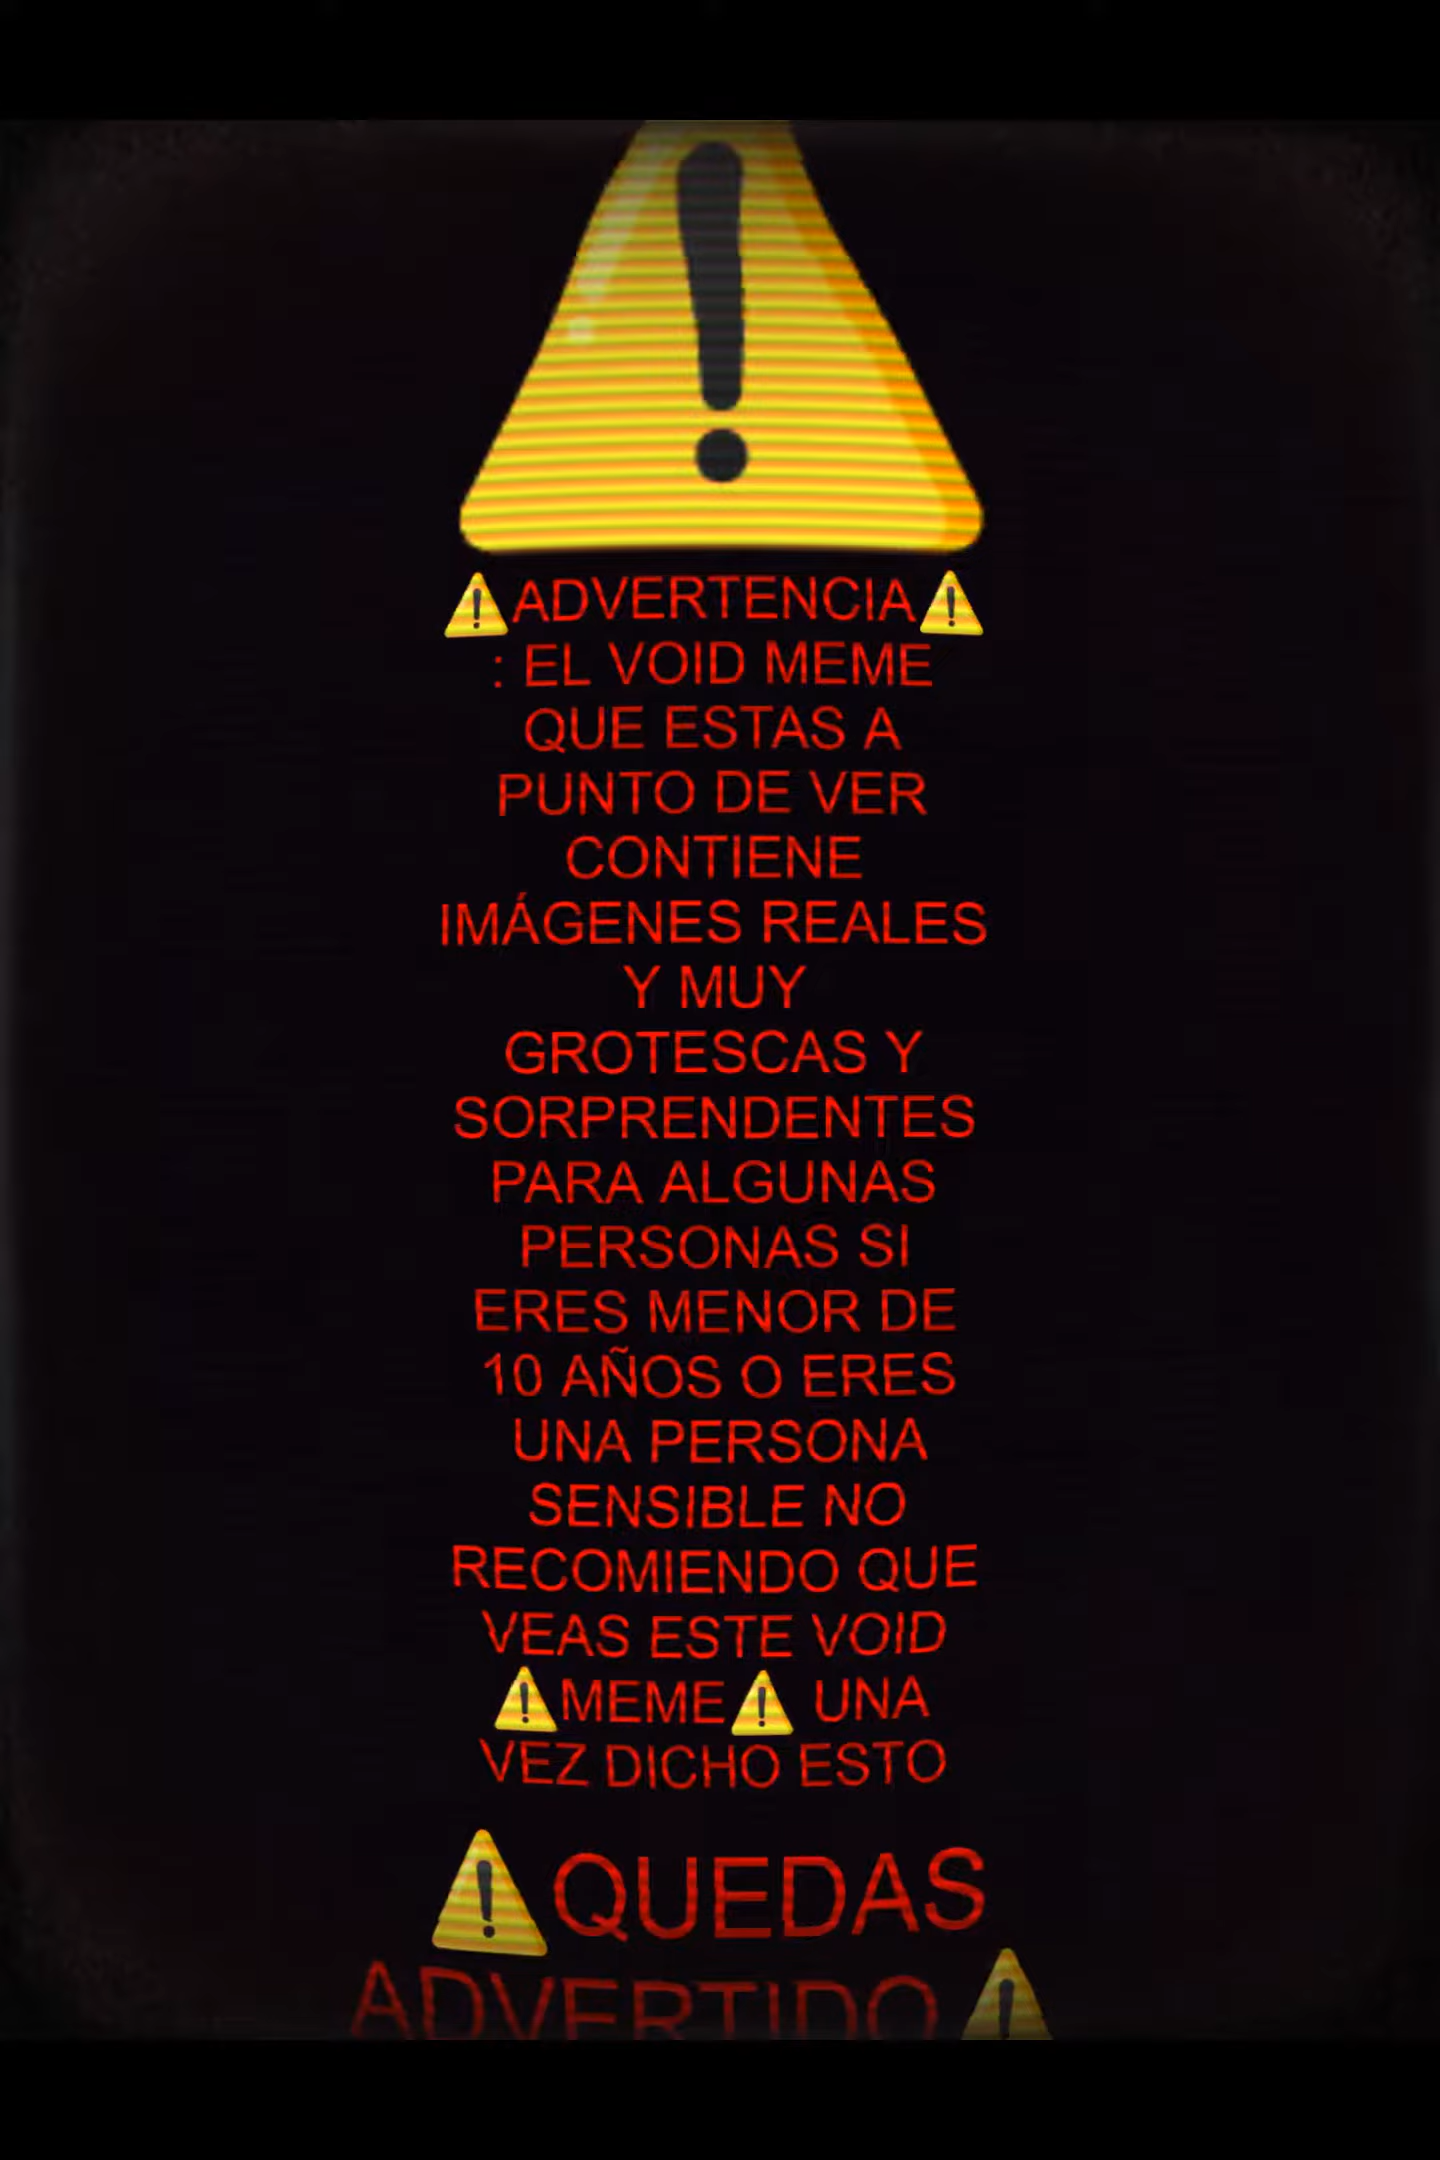 ⚠️ADVERTENCIA⚠️
: EL VOID MEME
QUE ESTAS A
PUNTO DE VER
CONTIENE
IMÁGENES REALES
Y MUY
GROTESCAS Y
SORPRENDENTES
PARA ALGUNAS
PERSONAS SI
ERES MENOR DE
10 AÑOS O ERES
UNA PERSONA
SENSIBLE NO
RECOMIENDO QUE
VEAS ESTE VOID
⚠️MEME⚠️ UNA
VEZ DICHO ESTO
⚠️QUEDAS
ADVERTIDO⚠️